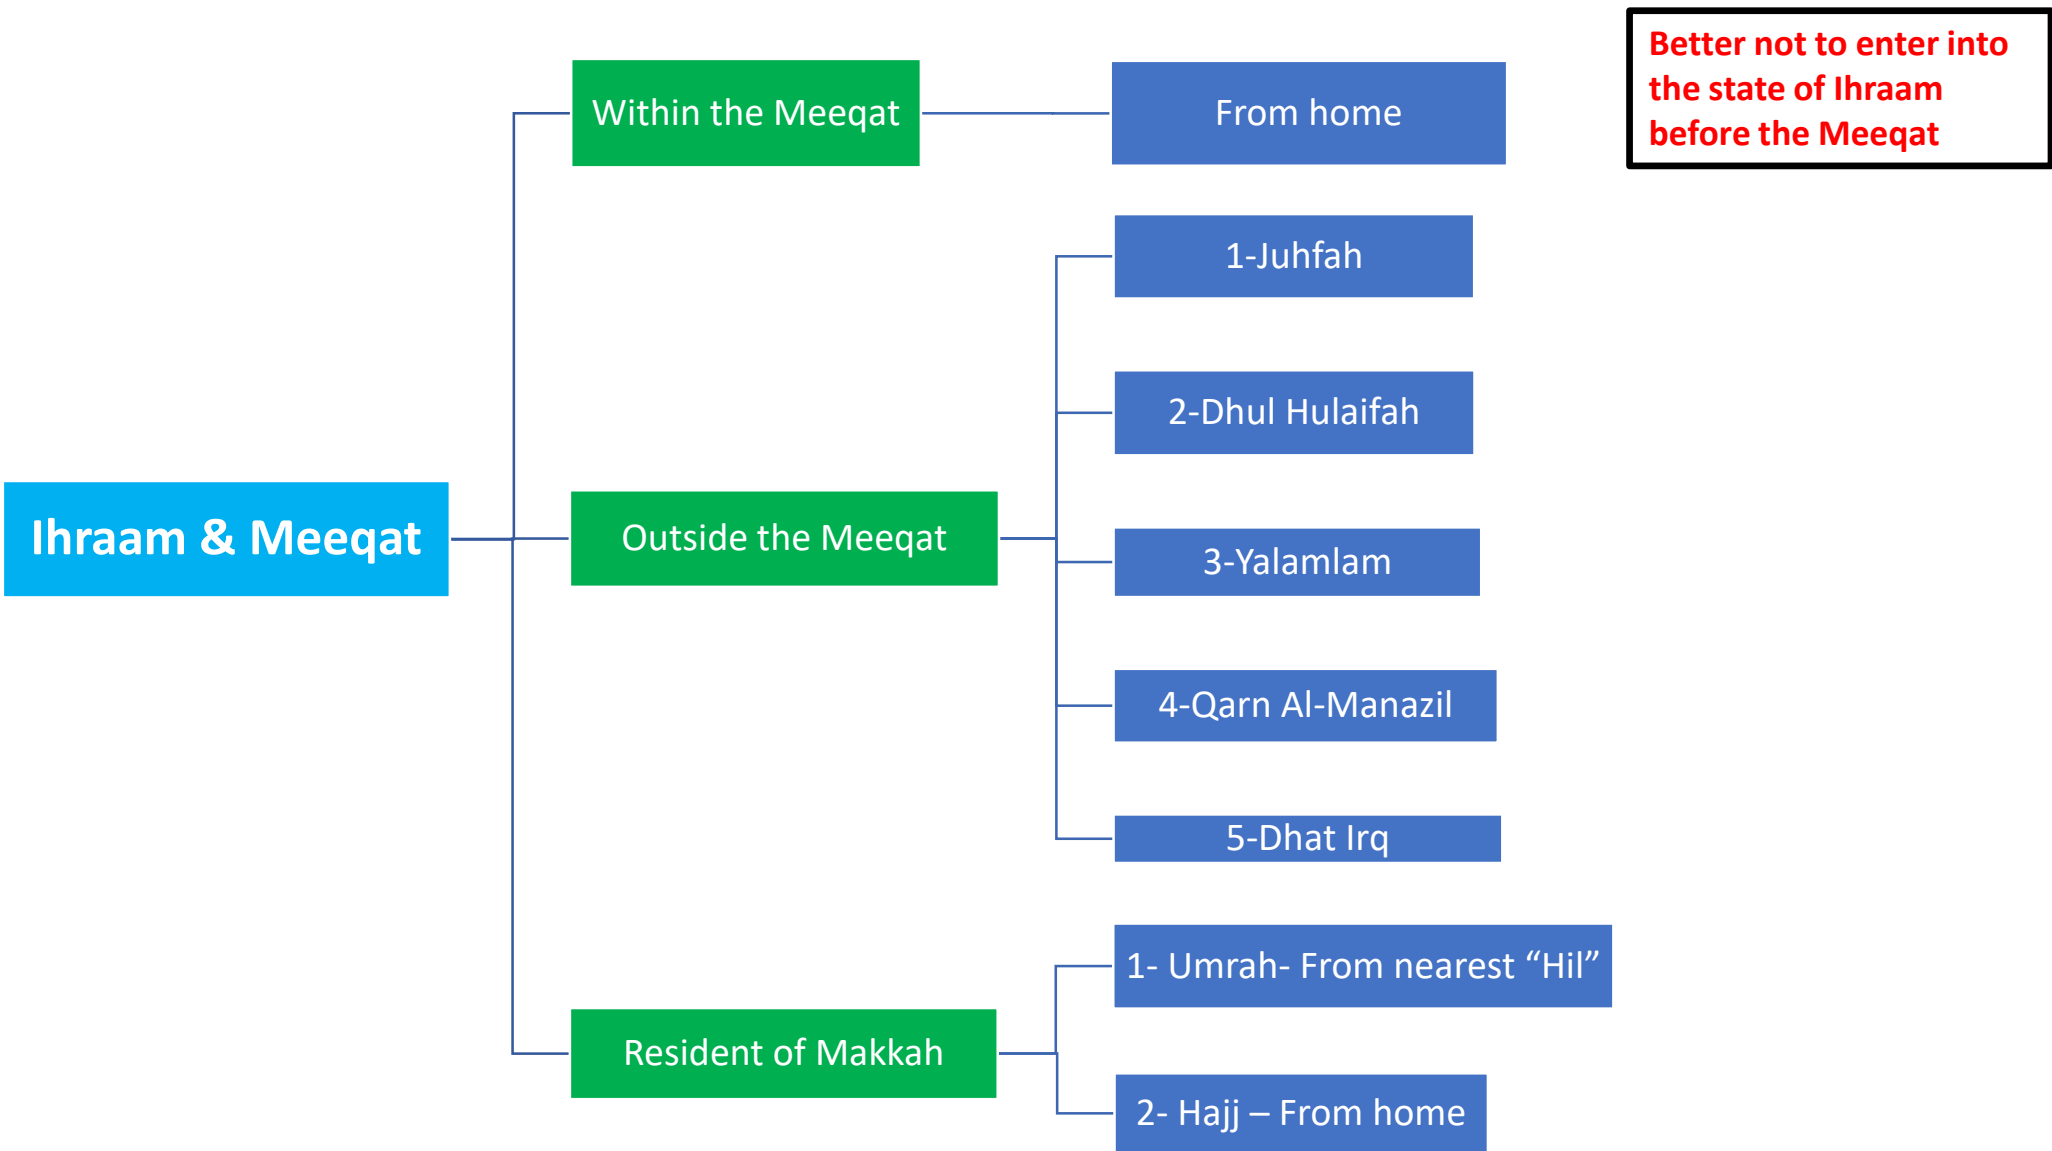 Better not to enter into
the state of Ihraam
before the Meeqat
Within the Meeqat
From home
1-Juhfah
2-Dhul Hulaifah
Ihraam & Meeqat
Outside the Meeqat
3-Yalamlam
4-Qarn Al-Manazil
5-Dhat Irq
1- Umrah- From nearest “Hil”
Resident of Makkah
2- Hajj – From home